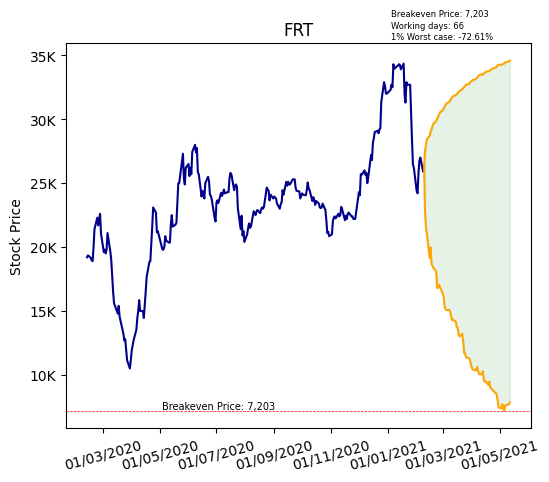 Breakeven Price: 7,203
Working days: 66
1% Worst case: -72.61%
FRT
Stock Price
35K
30K
25K
20K
15K
10K
Breakeven Price: 7,203
01/03/2020
01/05/2020
01/07/2020
01/09/2020
01/11/2020
01/01/2021
01/03/2021
01/05/2021